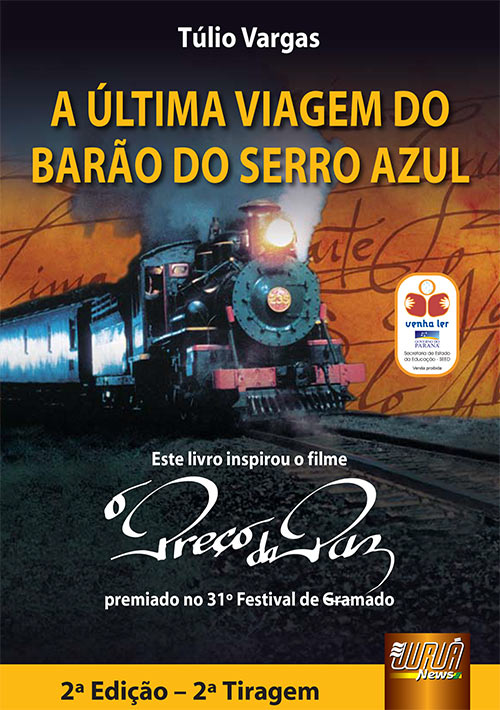 Túlio Vargas
A ÚLTIMA VIAGEM DO
BARÃO DO SERRO AZUL
venha ler
GOVERNO DO
PARANÁ
Secretaria de Estado
da Educação - SEED
Venda proibida
Este livro inspirou o filme
O Preço da Paz
premiado no 31º Festival de Gramado
JURUÁ
News
2ª Edição – 2ª Tiragem